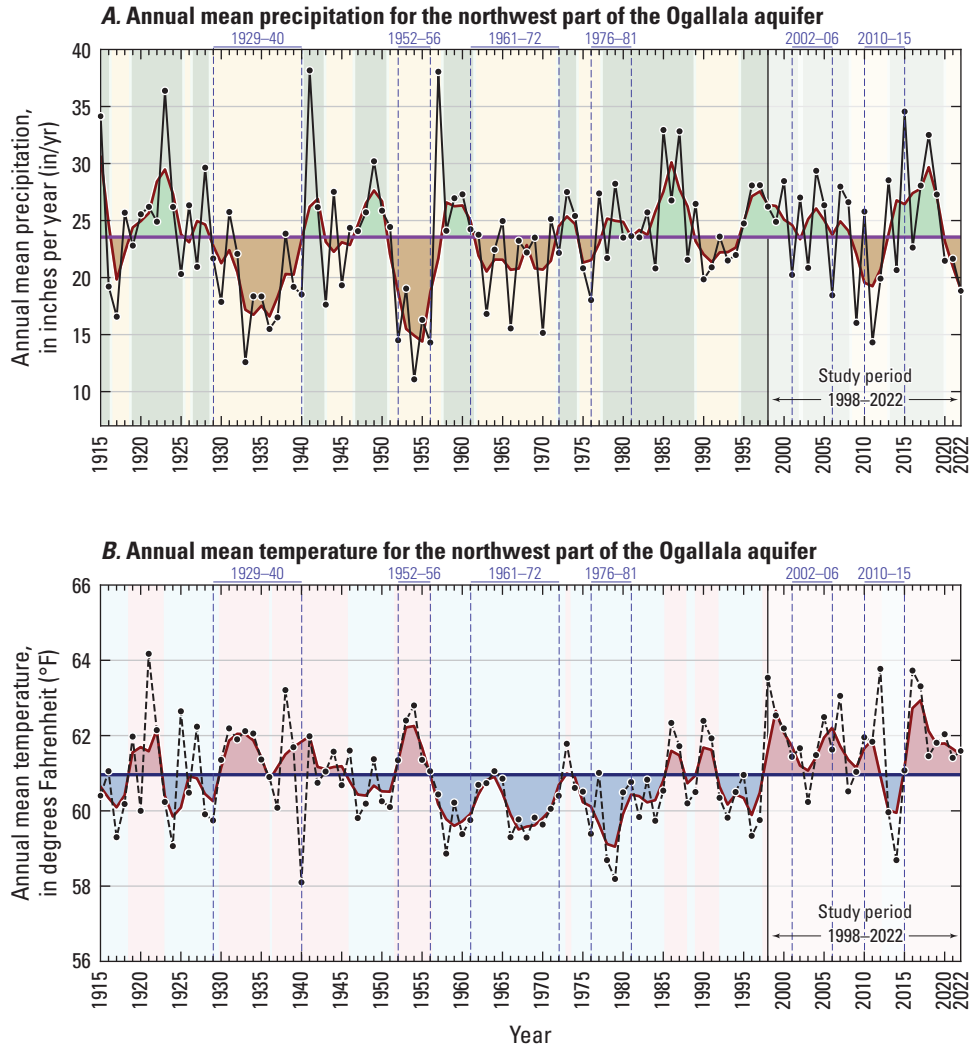 A. Annual mean precipitation for the northwest part of the Ogallala aquifer
1929–40 1952–56 1961–72 1976–81 2002–06 2010–15
Annual mean precipitation,
in inches per year (in/yr)
40
35
30
25
20
15
10
Study period
1998–2022
1915 1920 1925 1930 1935 1940 1945 1950 1955 1960 1965 1970 1975 1980 1985 1990 1995 2000 2005 2010 2015 2020 2022
B. Annual mean temperature for the northwest part of the Ogallala aquifer
1929–40 1952–56 1961–72 1976–81 2002–06 2010–15
Annual mean temperature,
in degrees Fahrenheit (°F)
66
64
62
60
58
56
Study period
1998–2022
1915 1920 1925 1930 1935 1940 1945 1950 1955 1960 1965 1970 1975 1980 1985 1990 1995 2000 2005 2010 2015 2020 2022
Year